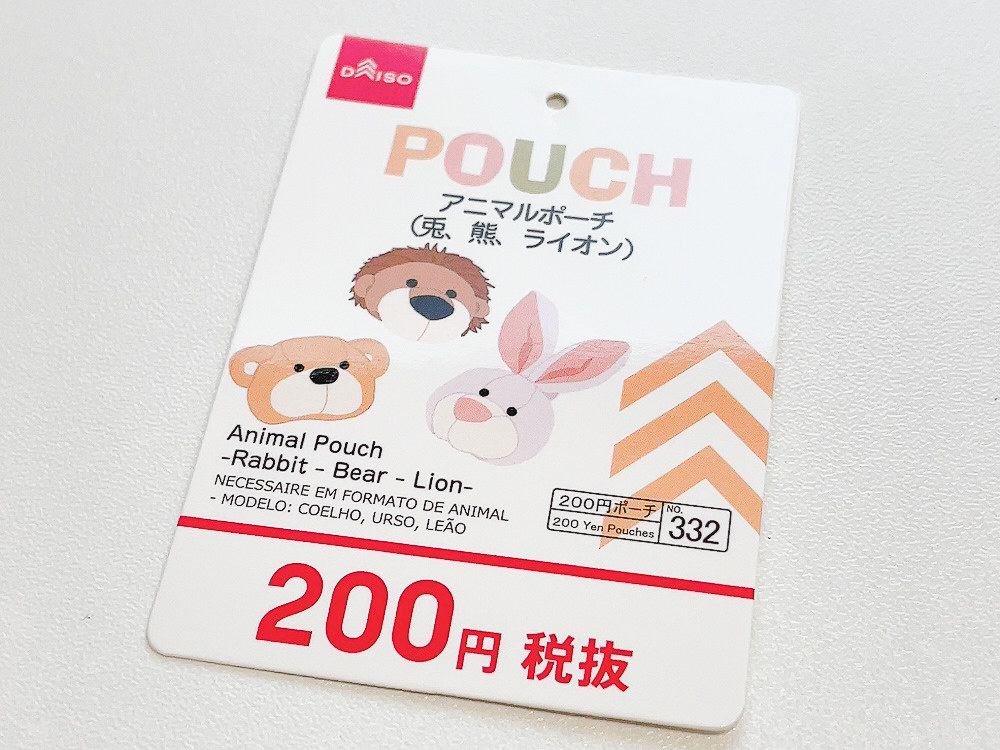 DAISO
POUCH
アニマルポーチ
(兎、熊、ライオン)
Animal Pouch
-Rabbit - Bear - Lion-
NECESSAIRE EM FORMATO DE ANIMAL
- MODELO: COELHO, URSO, LEÃO
200円ポーチ
200 Yen Pouches
NO.
332
200円 税抜